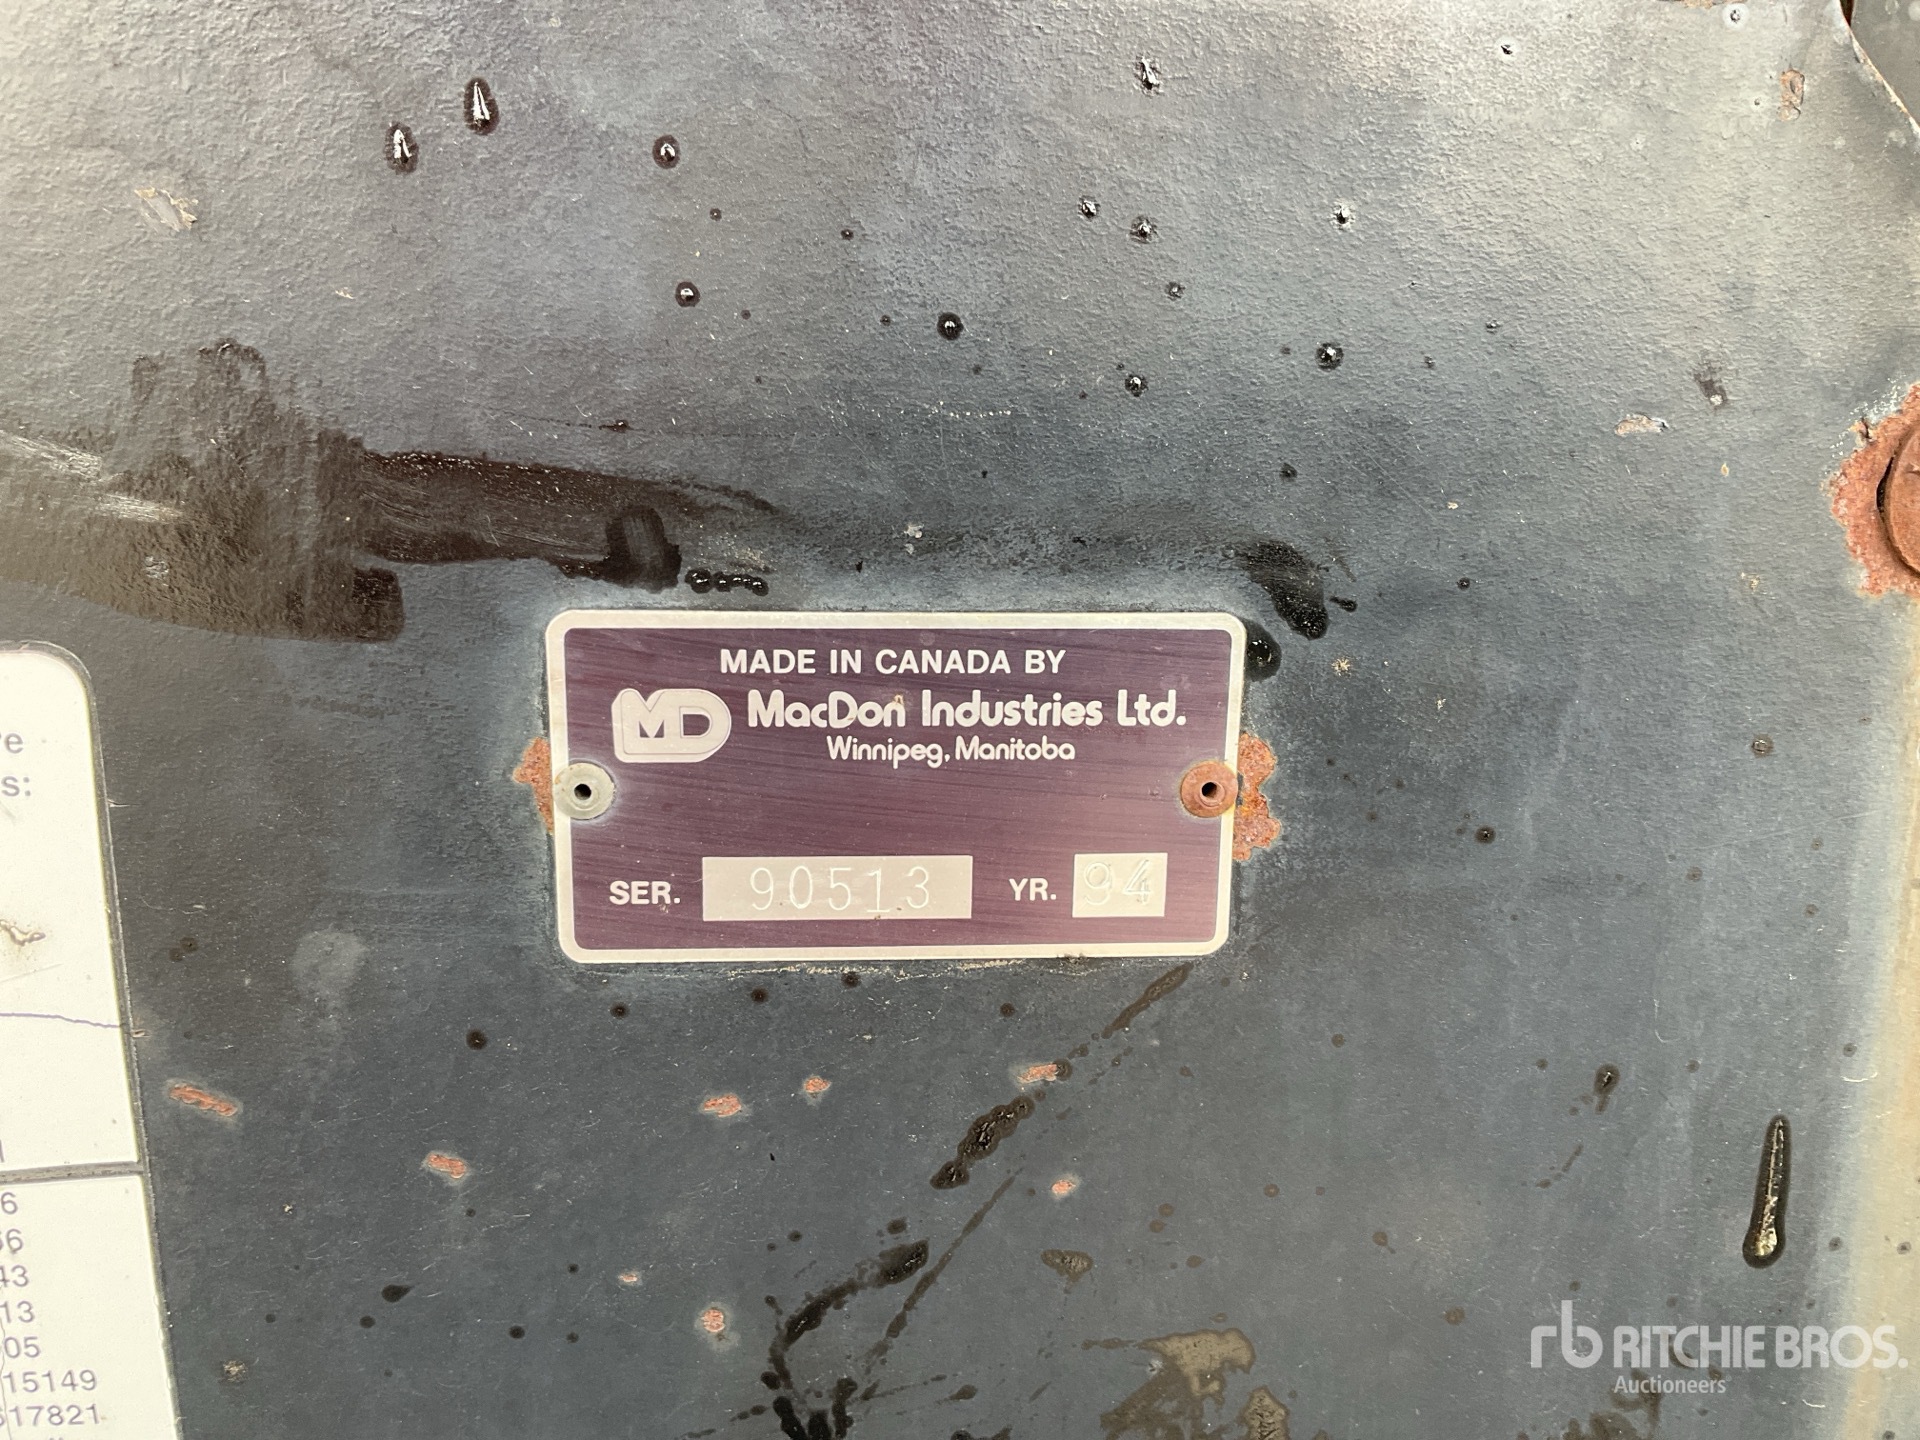 MADE IN CANADA BY
MD MacDon Industries Ltd.
Winnipeg, Manitoba
SER. 90513 YR. 94
s:
6
43
13
05
15149
17821
rb RITCHIE BROS.
Auctioneers